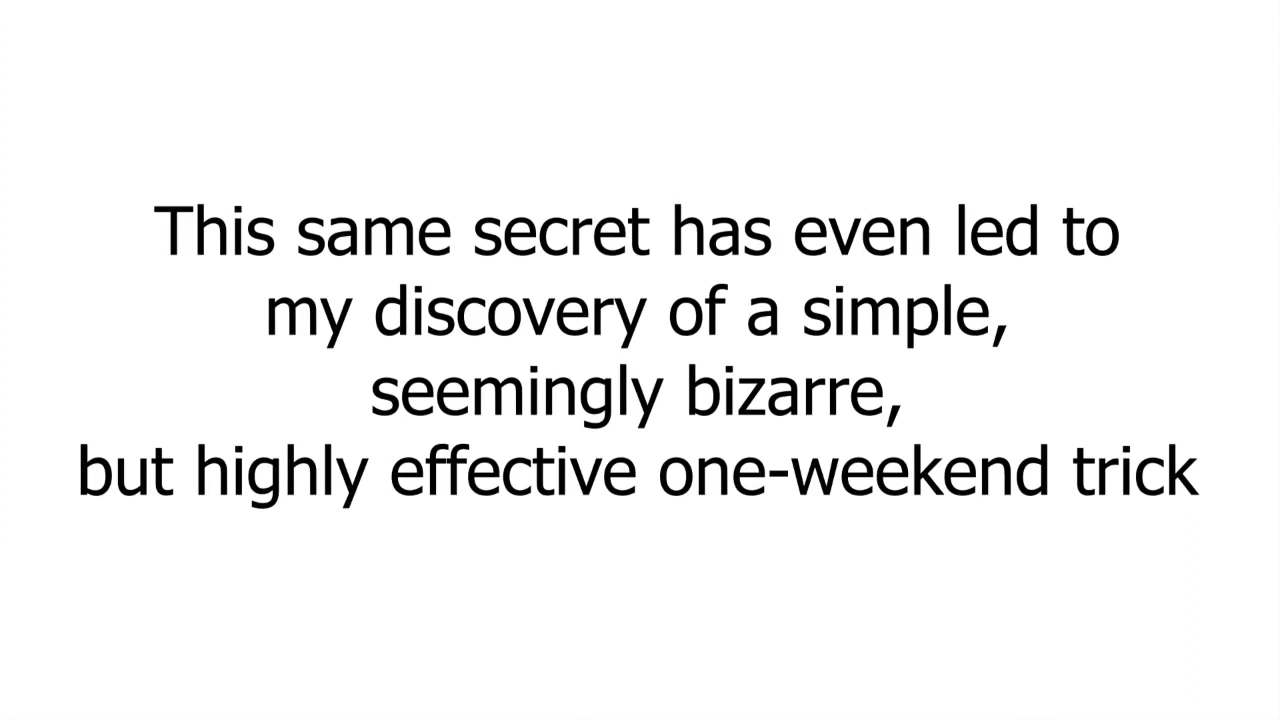 This same secret has even led to
my discovery of a simple,
seemingly bizarre,
but highly effective one-weekend trick